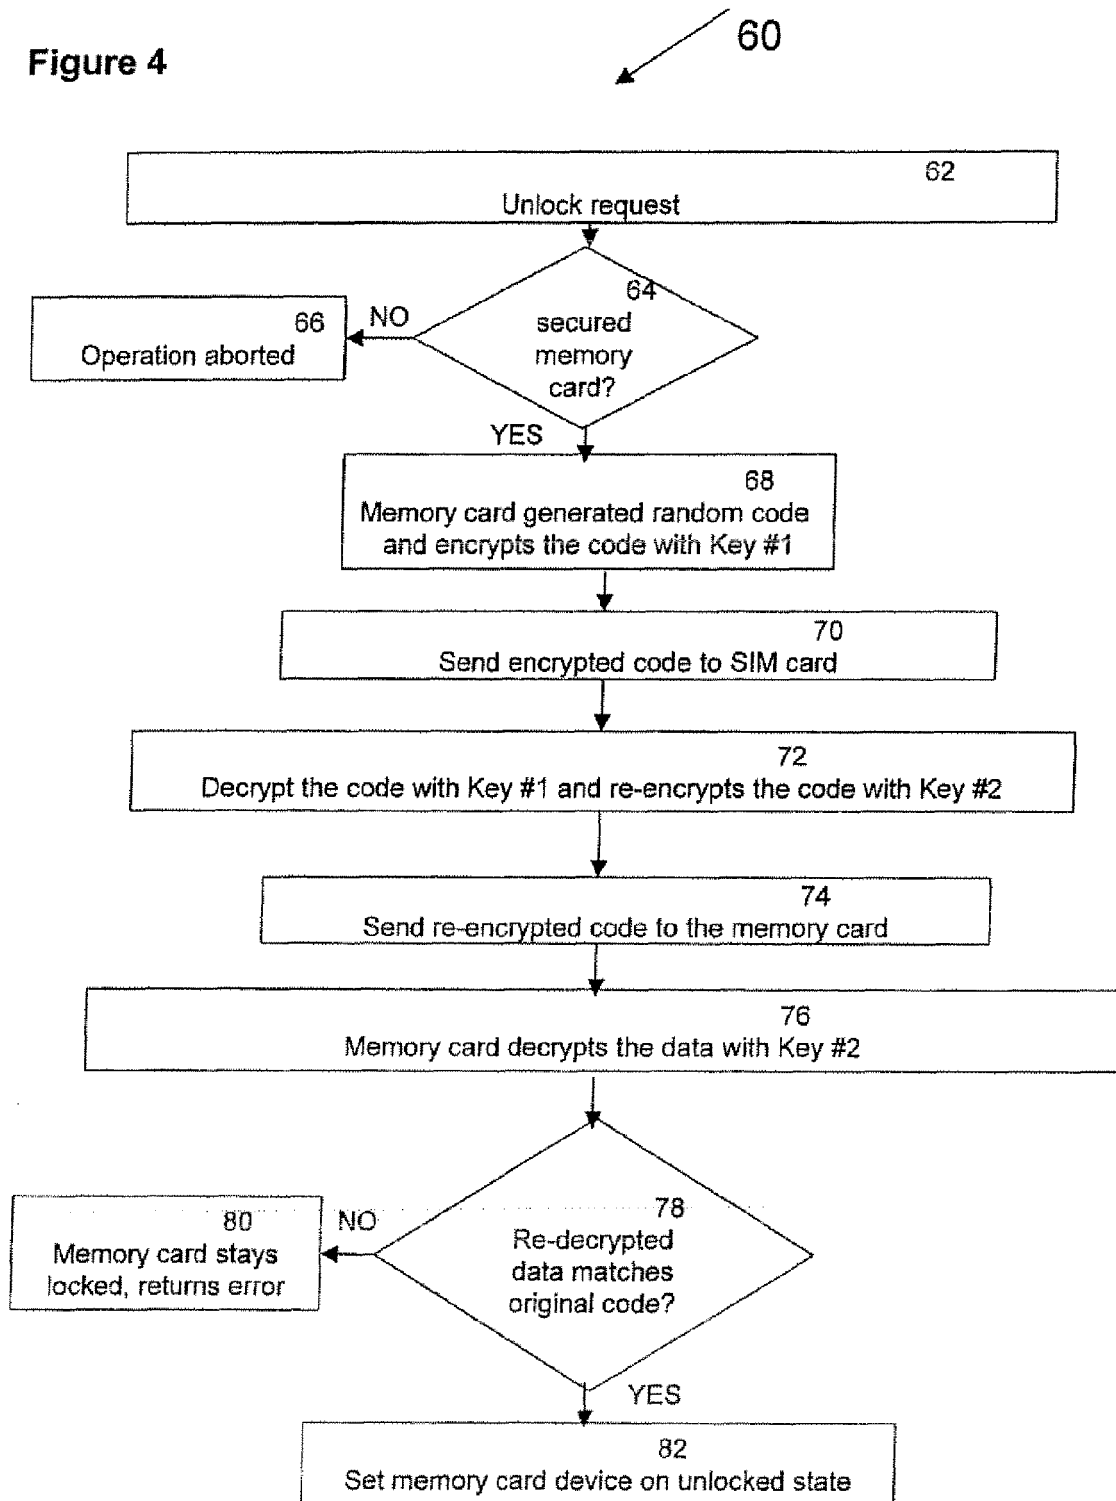 60
Figure 4
62
Unlock request
64
secured
memory
card?
NO
66
Operation aborted
YES
68
Memory card generated random code
and encrypts the code with Key #1
70
Send encrypted code to SIM card
72
Decrypt the code with Key #1 and re-encrypts the code with Key #2
74
Send re-encrypted code to the memory card
76
Memory card decrypts the data with Key #2
78
Re-decrypted
data matches
original code?
NO
80
Memory card stays
locked, returns error
YES
82
Set memory card device on unlocked state